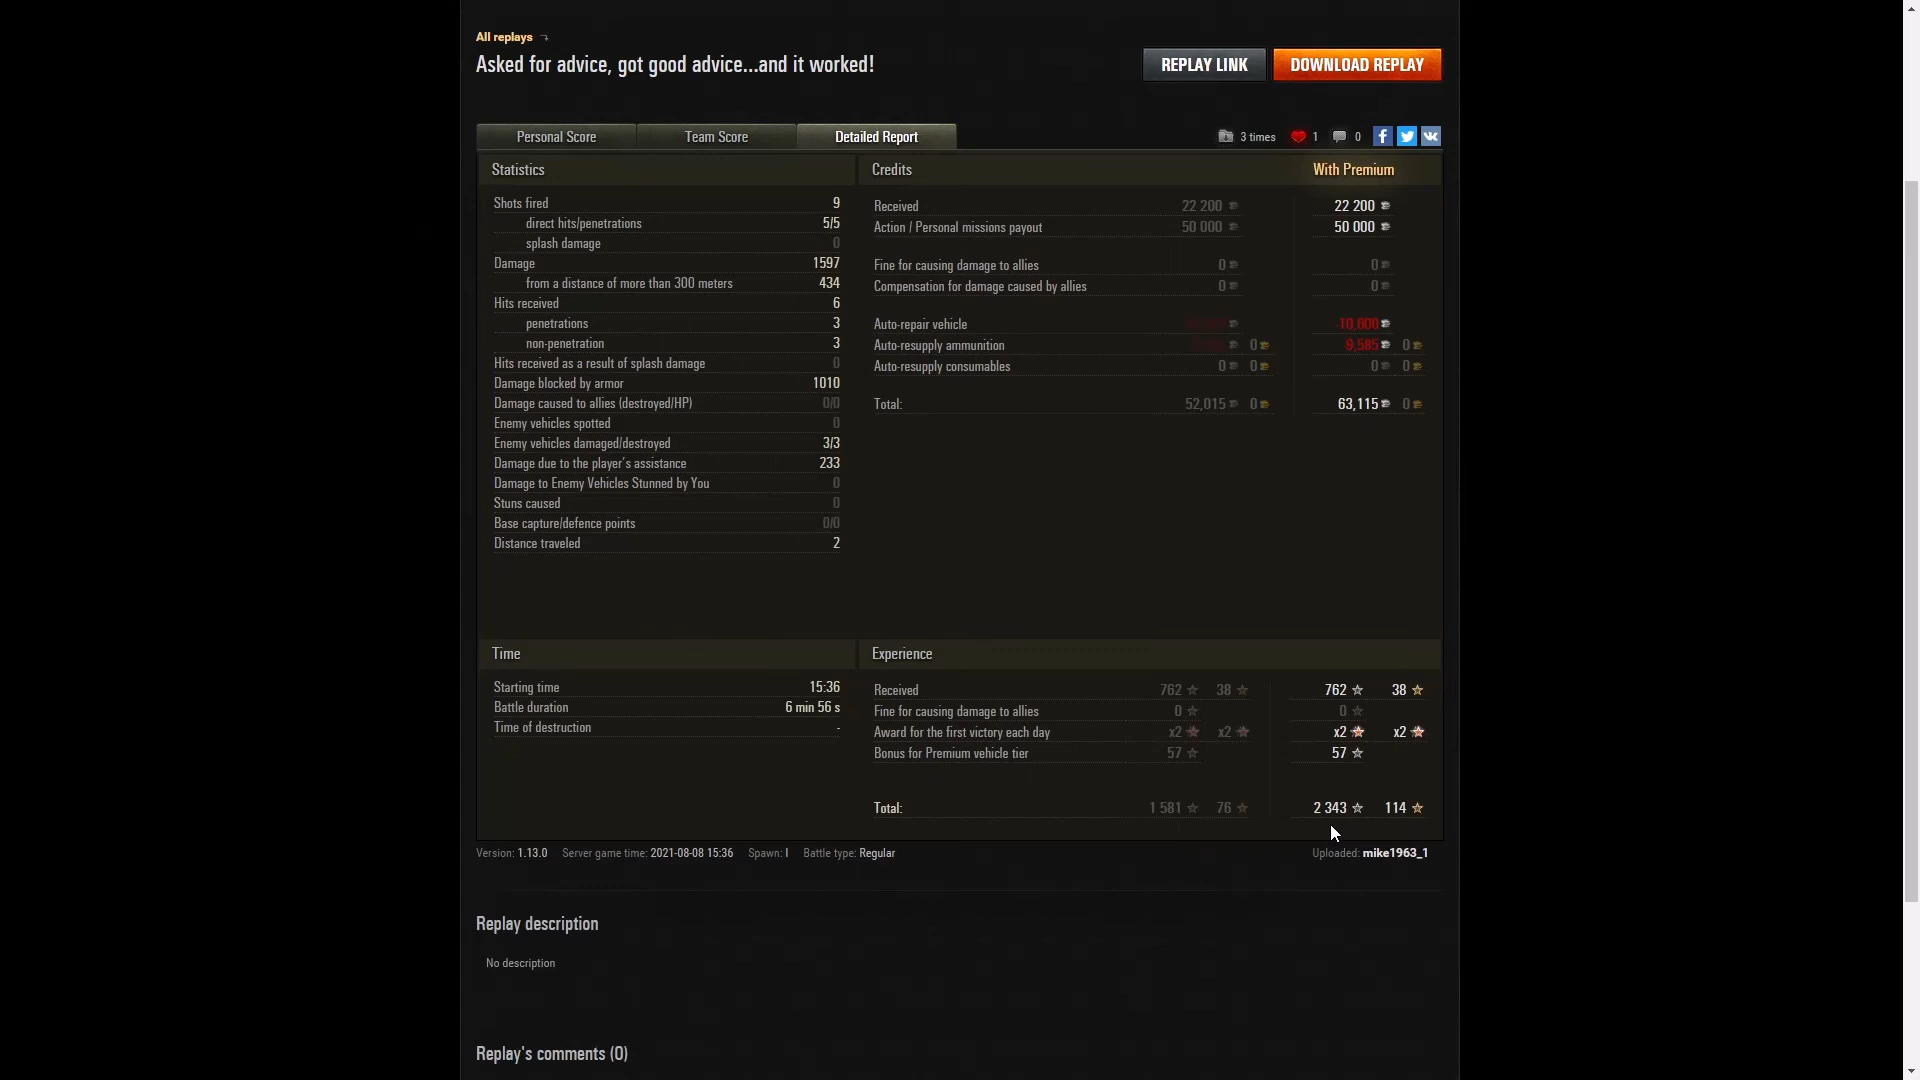 All replays
Asked for advice, got good advice...and it worked!
REPLAY LINK
DOWNLOAD REPLAY
Personal Score
Team Score
Detailed Report
3 times
1
0
Statistics
Shots fired 9
direct hits/penetrations 5/5
splash damage 0
Damage 1597
from a distance of more than 300 meters 434
Hits received 6
penetrations 3
non-penetration 3
Hits received as a result of splash damage 0
Damage blocked by armor 1010
Damage caused to allies (destroyed/HP) 0/0
Enemy vehicles spotted 0
Enemy vehicles damaged/destroyed 3/3
Damage due to the player's assistance 233
Damage to Enemy Vehicles Stunned by You 0
Stuns caused 0
Base capture/defence points 0/0
Distance traveled 2
Credits With Premium
Received 22 200 22 200
Action / Personal missions payout 50 000 50 000
Fine for causing damage to allies 0 0
Compensation for damage caused by allies 0 0
Auto-repair vehicle
Auto-resupply ammunition 0 9,585 0
Auto-resupply consumables 0 0 0 0
Total: 52,015 0 63,115 0
Time
Starting time 15:36
Battle duration 6 min 56 s
Time of destruction -
Experience
Received 762 38 762 38
Fine for causing damage to allies 0 0
Award for the first victory each day x2 x2 x2 x2
Bonus for Premium vehicle tier 57 57
Total: 1 581 76 2 343 114
Version: 1.13.0 Server game time: 2021-08-08 15:36 Spawn: I Battle type: Regular Uploaded: mike1963_1
Replay description
No description
Replay's comments (0)